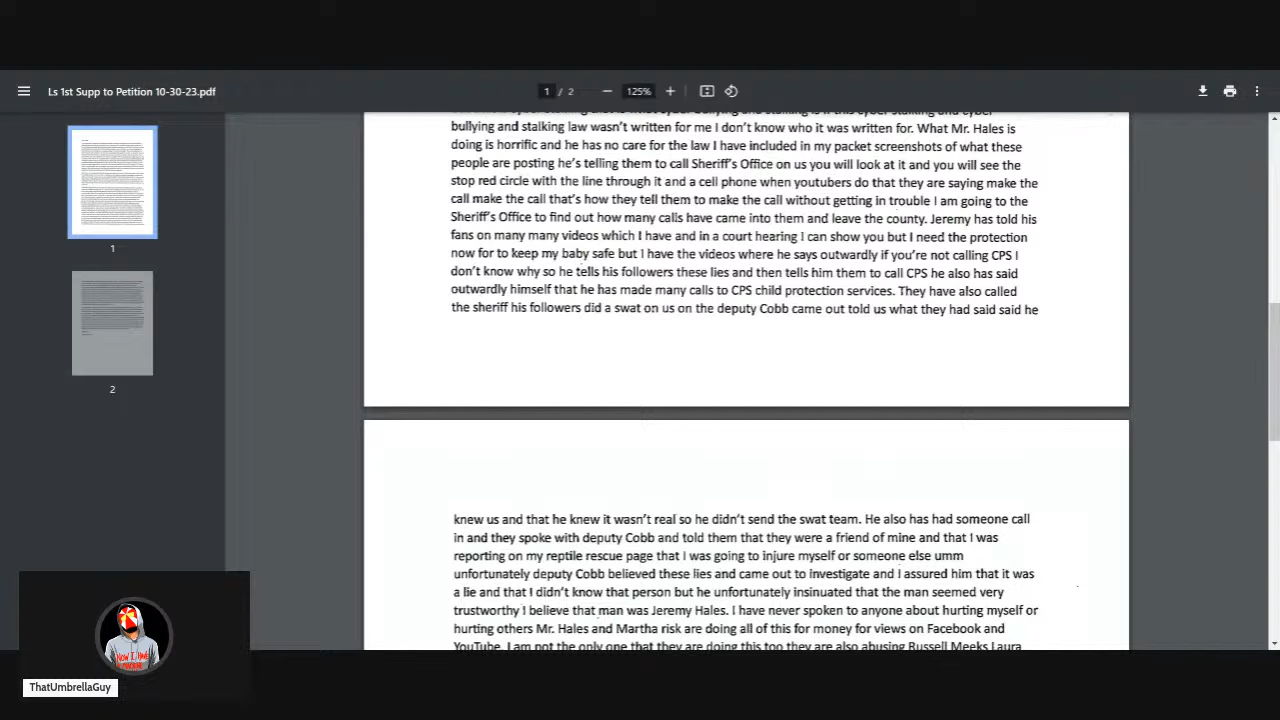 Ls 1st Supp to Petition 10-30-23.pdf
1 / 2
125%
bullying and stalking law wasn't written for me I don't know who it was written for. What Mr. Hales is
doing is horrific and he has no care for the law I have included in my packet screenshots of what these
people are posting he's telling them to call Sheriff's Office on us you will look at it and you will see the
stop red circle with the line through it and a cell phone when youtubers do that they are saying make the
call make the call that's how they tell them to make the call without getting in trouble I am going to the
Sheriff's Office to find out how many calls have came into them and leave the county. Jeremy has told his
fans on many many videos which I have and in a court hearing I can show you but I need the protection
now for to keep my baby safe but I have the videos where he says outwardly if you're not calling CPS I
don't know why so he tells his followers these lies and then tells him them to call CPS he also has said
outwardly himself that he has made many calls to CPS child protection services. They have also called
the sheriff his followers did a swat on us on the deputy Cobb came out told us what they had said said he
1
2
knew us and that he knew it wasn't real so he didn't send the swat team. He also has had someone call
in and they spoke with deputy Cobb and told them that they were a friend of mine and that I was
reporting on my reptile rescue page that I was going to injure myself or someone else umm
unfortunately deputy Cobb believed these lies and came out to investigate and I assured him that it was
a lie and that I didn't know that person but he unfortunately insinuated that the man seemed very
trustworthy I believe that man was Jeremy Hales. I have never spoken to anyone about hurting myself or
hurting others Mr. Hales and Martha risk are doing all of this for money for views on Facebook and
YouTube. I am not the only one that they are doing this too they are also abusing Russell Meeks Laura
NOW I HAVE
ThatUmbrellaGuy